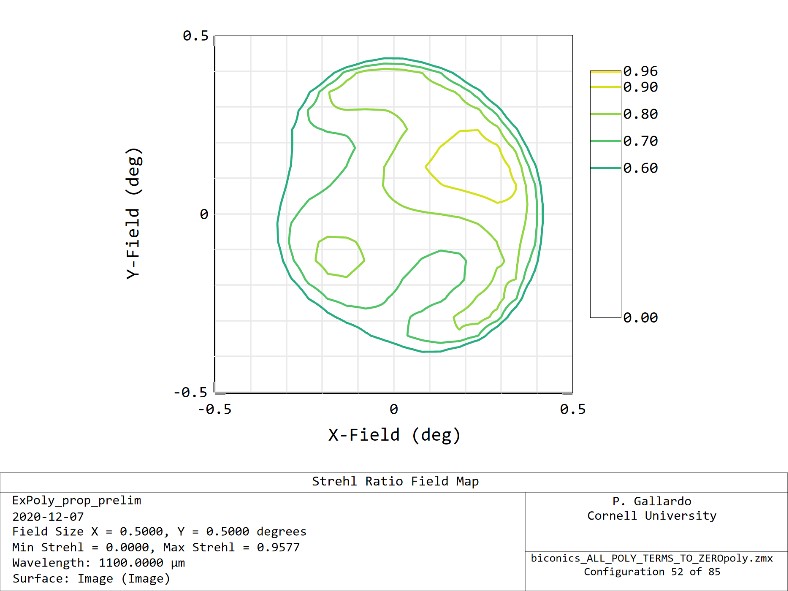 0.5
0
-0.5
-0.5
0
0.5
Y-Field (deg)
X-Field (deg)
0.96
0.90
0.80
0.70
0.60
0.00
Strehl Ratio Field Map
ExPoly_prop_prelim
2020-12-07
Field Size X = 0.5000, Y = 0.5000 degrees
Min Strehl = 0.0000, Max Strehl = 0.9577
Wavelength: 1100.0000 µm
Surface: Image (Image)
P. Gallardo
Cornell University
biconics_ALL_POLY_TERMS_TO_ZEROpoly.zmx
Configuration 52 of 85